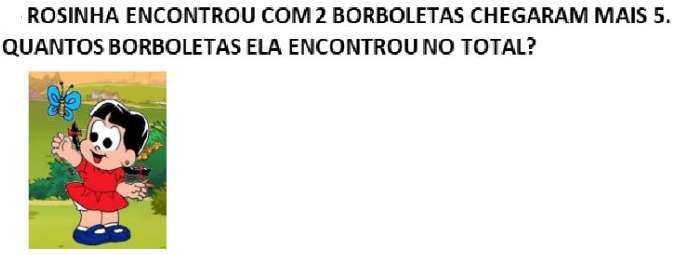 ROSINHA ENCONTROU COM 2 BORBOLETAS CHEGARAM MAIS 5.
QUANTOS BORBOLETAS ELA ENCONTROU NO TOTAL?